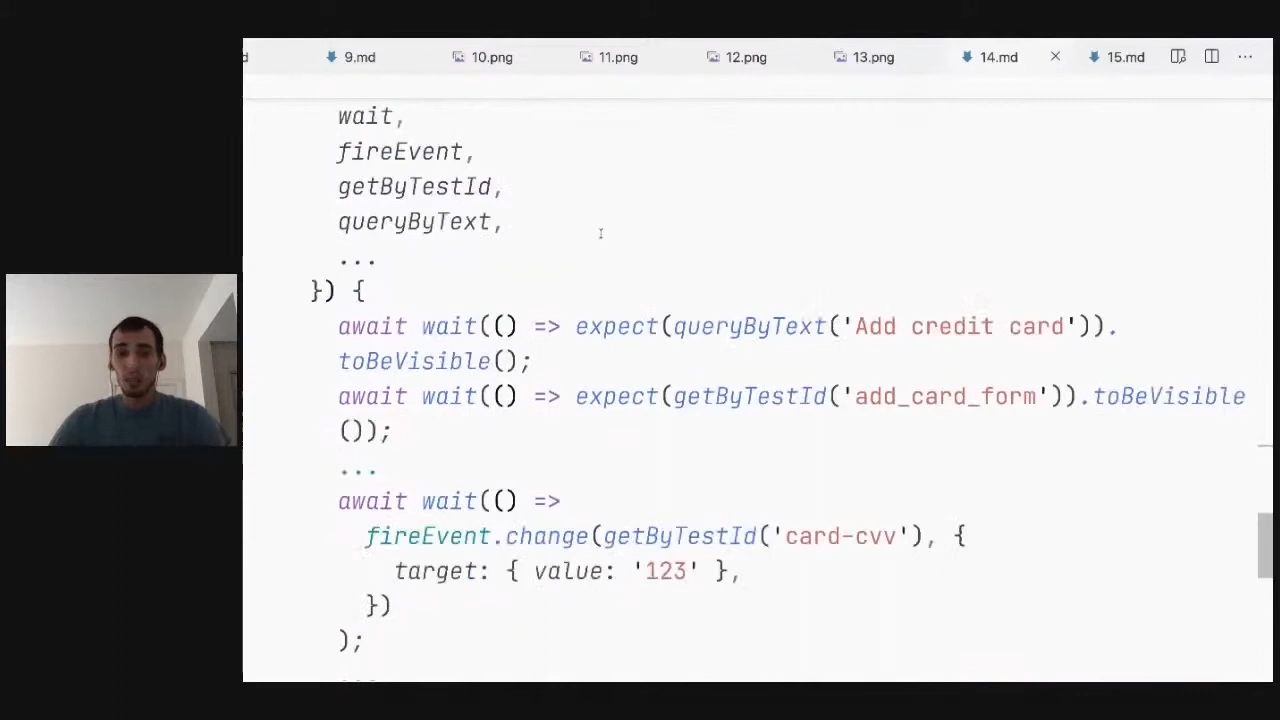 d 9.md 10.png 11.png 12.png 13.png 14.md 15.md
wait,
fireEvent,
getByTestId,
queryByText,
...
}) {
await wait(() => expect(queryByText('Add credit card')).
toBeVisible();
await wait(() => expect(getByTestId('add_card_form')).toBeVisible
());
...
await wait(() =>
fireEvent.change(getByTestId('card-cvv'), {
target: { value: '123' },
})
);
...